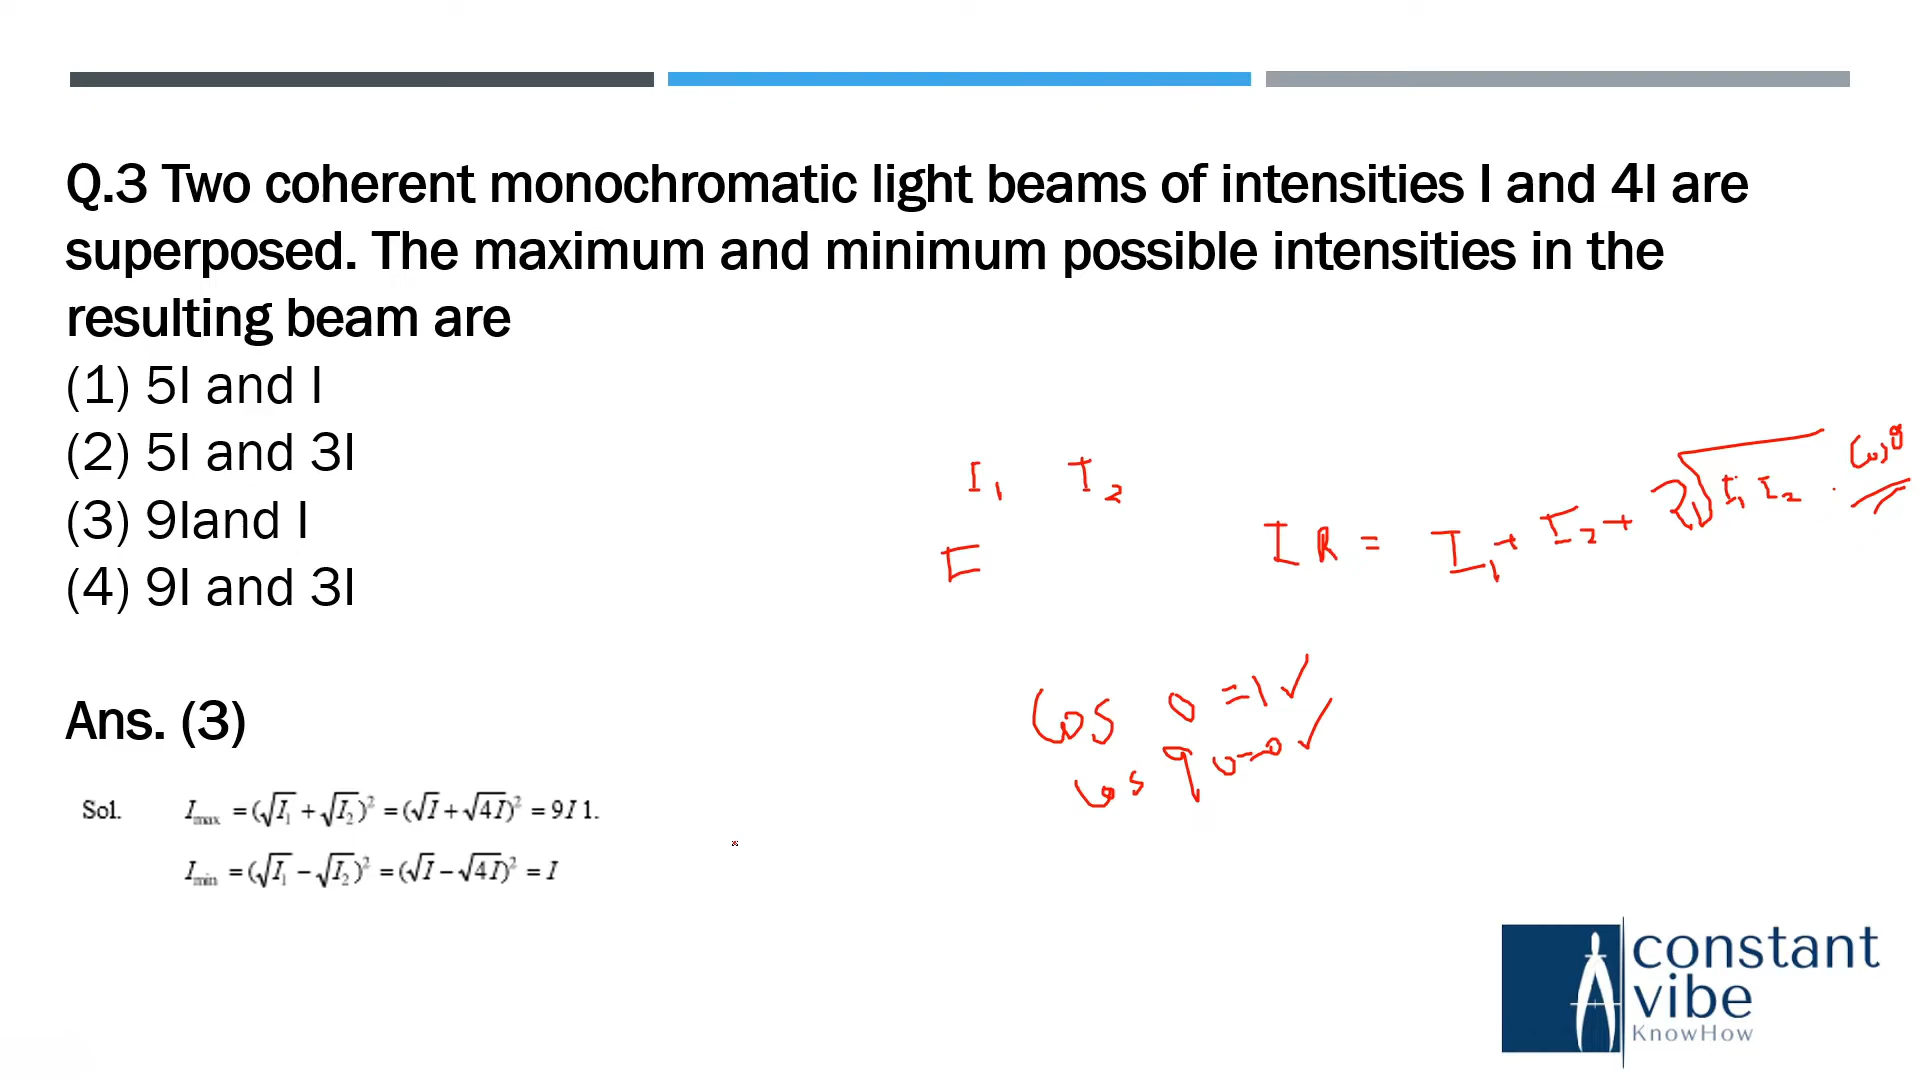 Q.3 Two coherent monochromatic light beams of intensities I and 4I are
superposed. The maximum and minimum possible intensities in the
resulting beam are
(1) 5I and I
(2) 5I and 3I
(3) 9Iand I
(4) 9I and 3I
I₁ I₂
I
I R = I₁ + I₂ + 2√I₁ I₂ . Cos θ
Cos 0 = 1 ✓
Cos 90 = 0 ✓
Ans. (3)
Sol. Imax = (√I₁ + √I₂)² = (√I + √4I)² = 9I 1.
Imin = (√I₁ − √I₂)² = (√I − √4I)² = I
constant
vibe
KnowHow